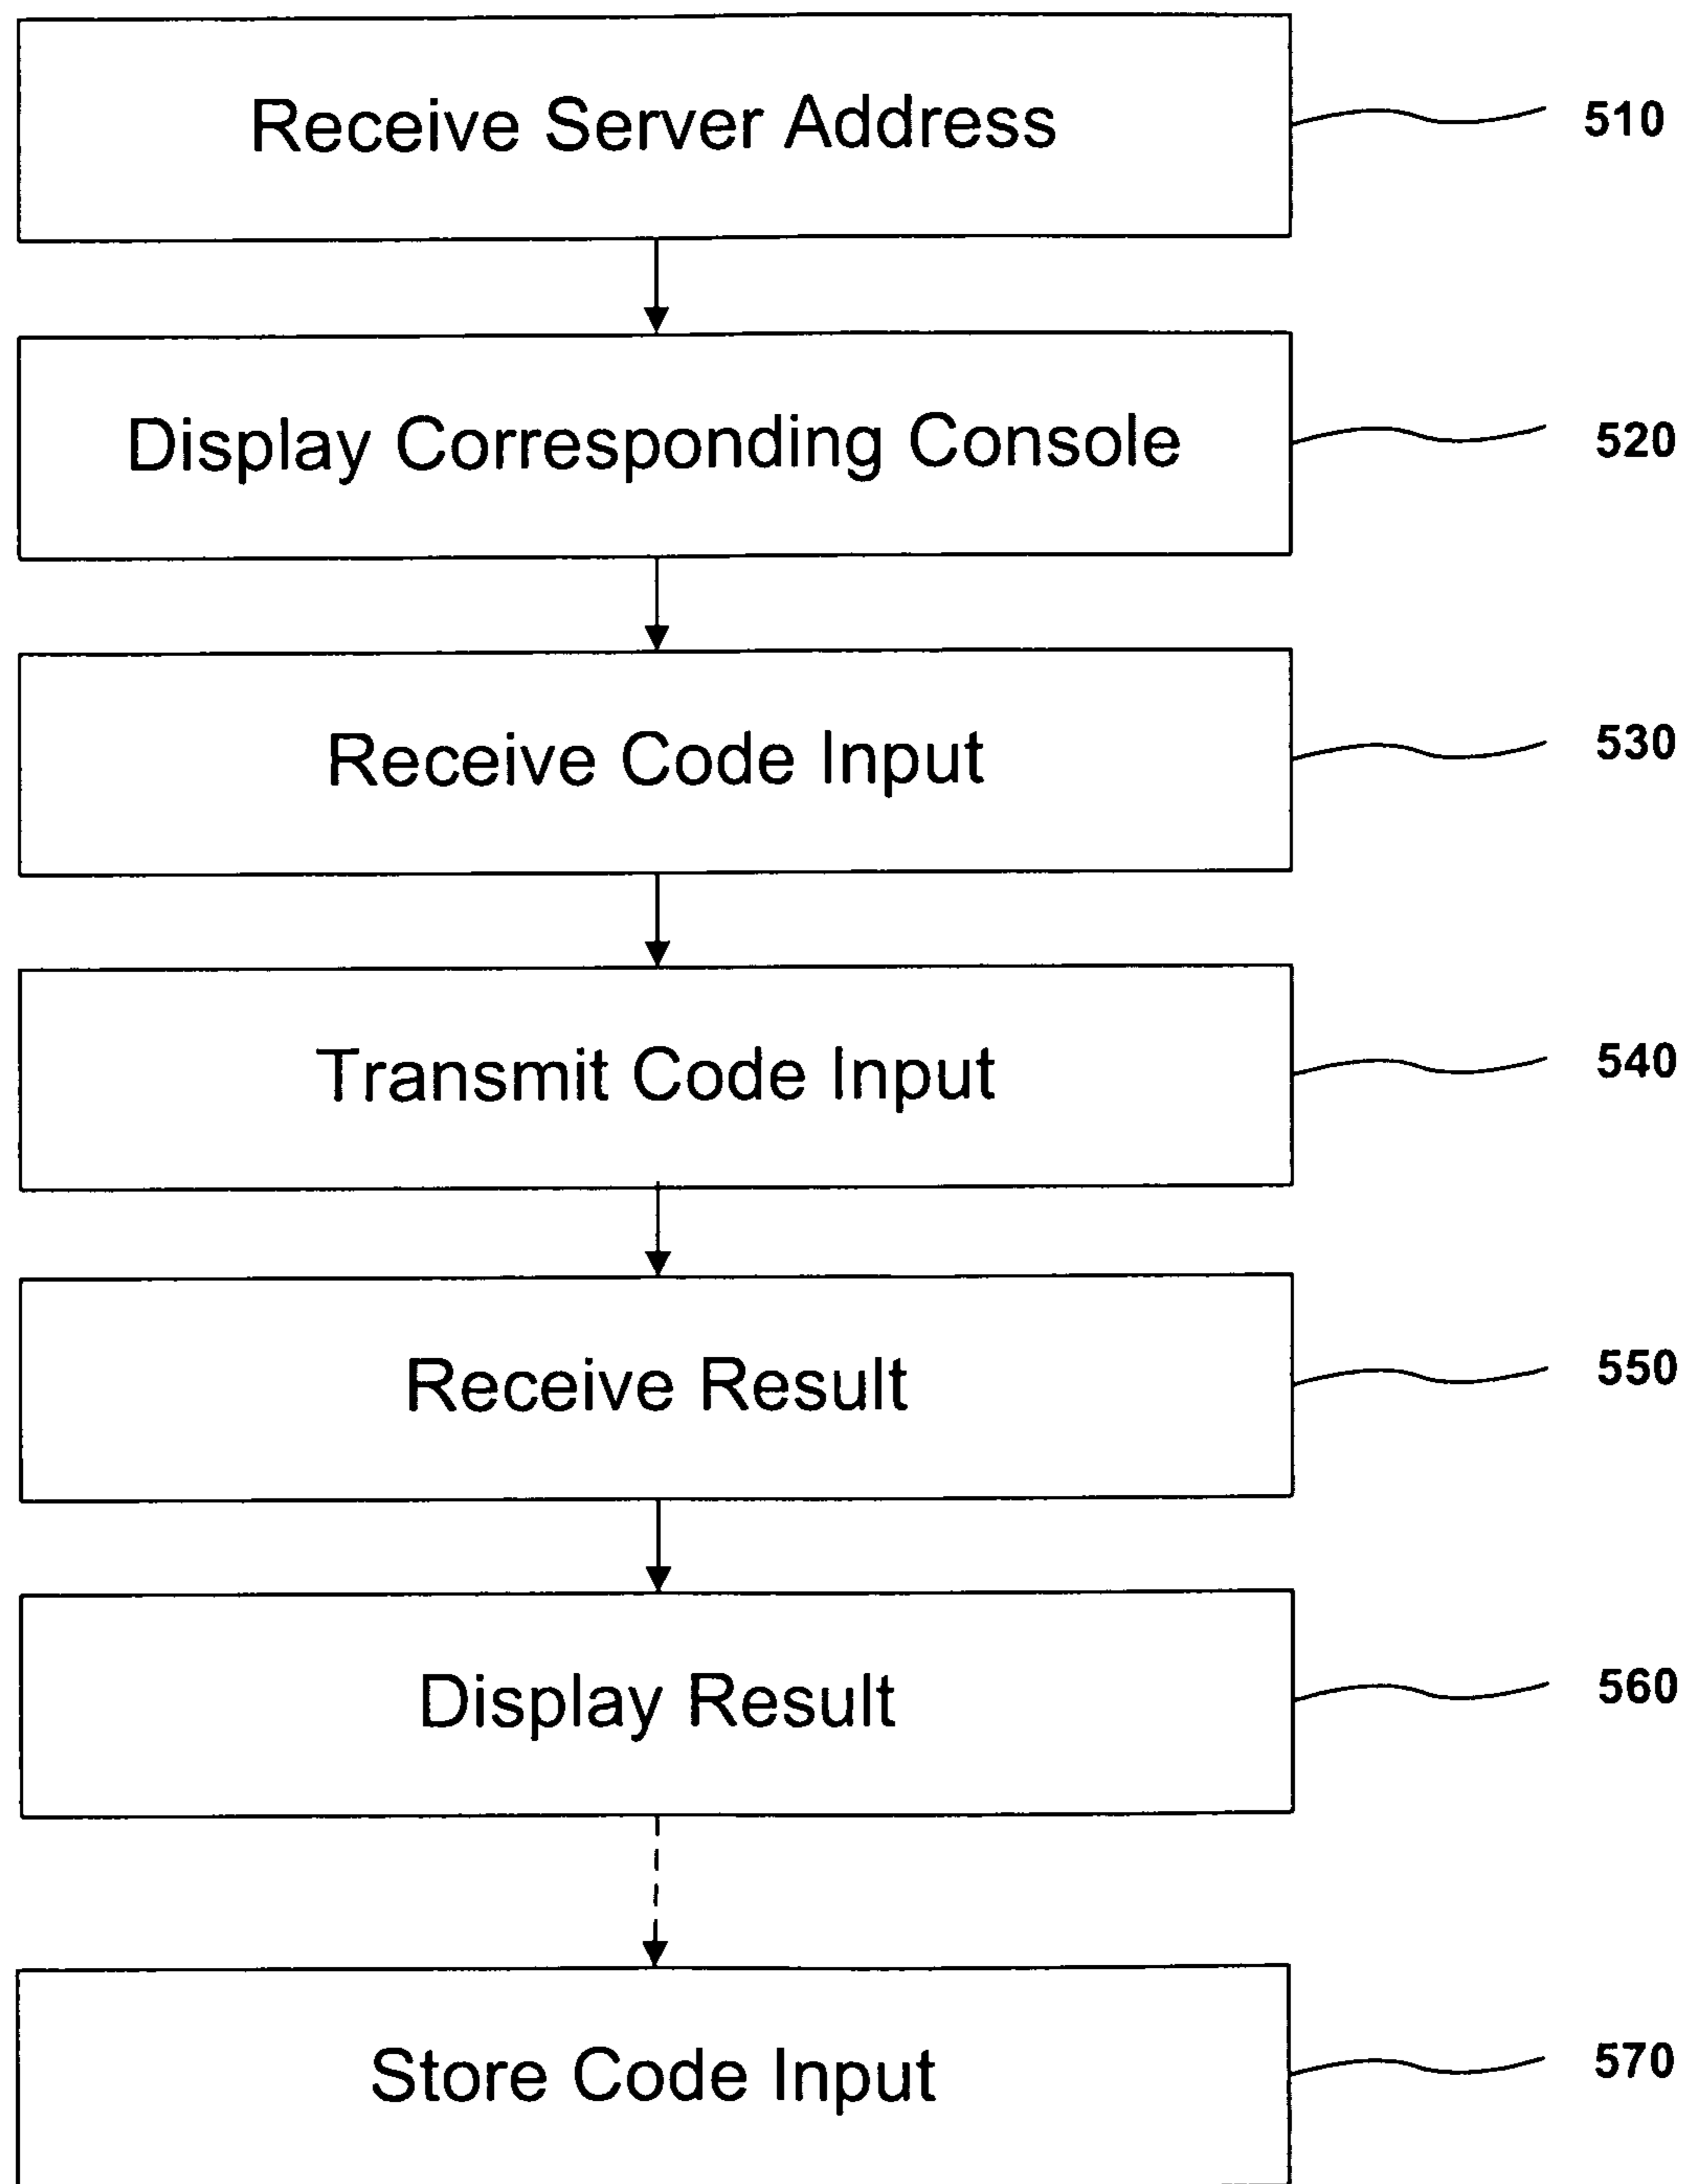 Receive Server Address 510
Display Corresponding Console 520
Receive Code Input 530
Transmit Code Input 540
Receive Result 550
Display Result 560
Store Code Input 570